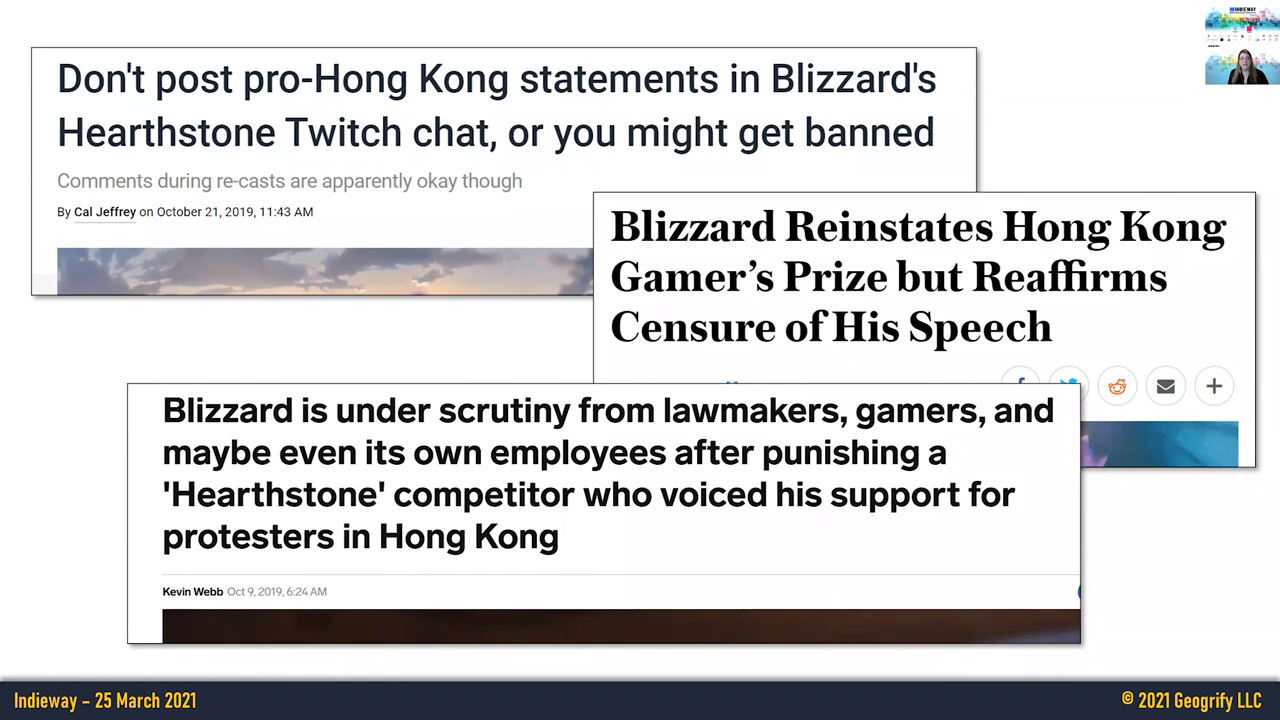 INDIEWAY
Don't post pro-Hong Kong statements in Blizzard's
Hearthstone Twitch chat, or you might get banned
Comments during re-casts are apparently okay though
By Cal Jeffrey on October 21, 2019, 11:43 AM
Blizzard Reinstates Hong Kong
Gamer’s Prize but Reaffirms
Censure of His Speech
Blizzard is under scrutiny from lawmakers, gamers, and
maybe even its own employees after punishing a
'Hearthstone' competitor who voiced his support for
protesters in Hong Kong
Kevin Webb Oct 9, 2019, 6:24 AM
Indieway – 25 March 2021
© 2021 Geogrify LLC